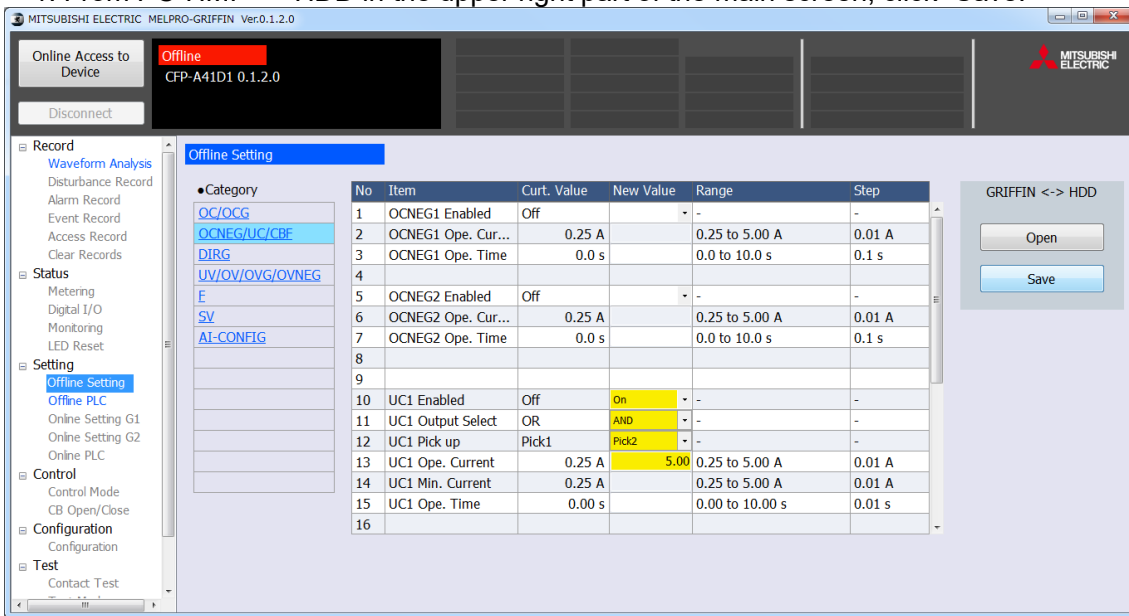 HDD in the upper right part of the main screen, click
MITSUBISHI ELECTRIC MELPRO-GRIFFIN Ver.0.1.2.0
Online Access to
Device
Disconnect
Offline
CFP-A41D1 0.1.2.0
MITSUBISHI
ELECTRIC
Record
Waveform Analysis
Disturbance Record
Alarm Record
Event Record
Access Record
Clear Records
Status
Metering
Digital I/O
Monitoring
LED Reset
Setting
Offline Setting
Offline PLC
Online Setting G1
Online Setting G2
Online PLC
Control
Control Mode
CB Open/Close
Configuration
Configuration
Test
Contact Test
Offline Setting
●Category
OC/OCG
OCNEG/UC/CBF
DIRG
UV/OV/OVG/OVNEG
F
SV
AI-CONFIG
No Item Curt. Value New Value Range Step
1 OCNEG1 Enabled Off - -
2 OCNEG1 Ope. Cur... 0.25 A 0.25 to 5.00 A 0.01 A
3 OCNEG1 Ope. Time 0.0 s 0.0 to 10.0 s 0.1 s
4
5 OCNEG2 Enabled Off - -
6 OCNEG2 Ope. Cur... 0.25 A 0.25 to 5.00 A 0.01 A
7 OCNEG2 Ope. Time 0.0 s 0.0 to 10.0 s 0.1 s
8
9
10 UC1 Enabled Off On - -
11 UC1 Output Select OR AND - -
12 UC1 Pick up Pick1 Pick2 - -
13 UC1 Ope. Current 0.25 A 5.00 0.25 to 5.00 A 0.01 A
14 UC1 Min. Current 0.25 A 0.25 to 5.00 A 0.01 A
15 UC1 Ope. Time 0.00 s 0.00 to 10.00 s 0.01 s
16
GRIFFIN <-> HDD
Open
Save